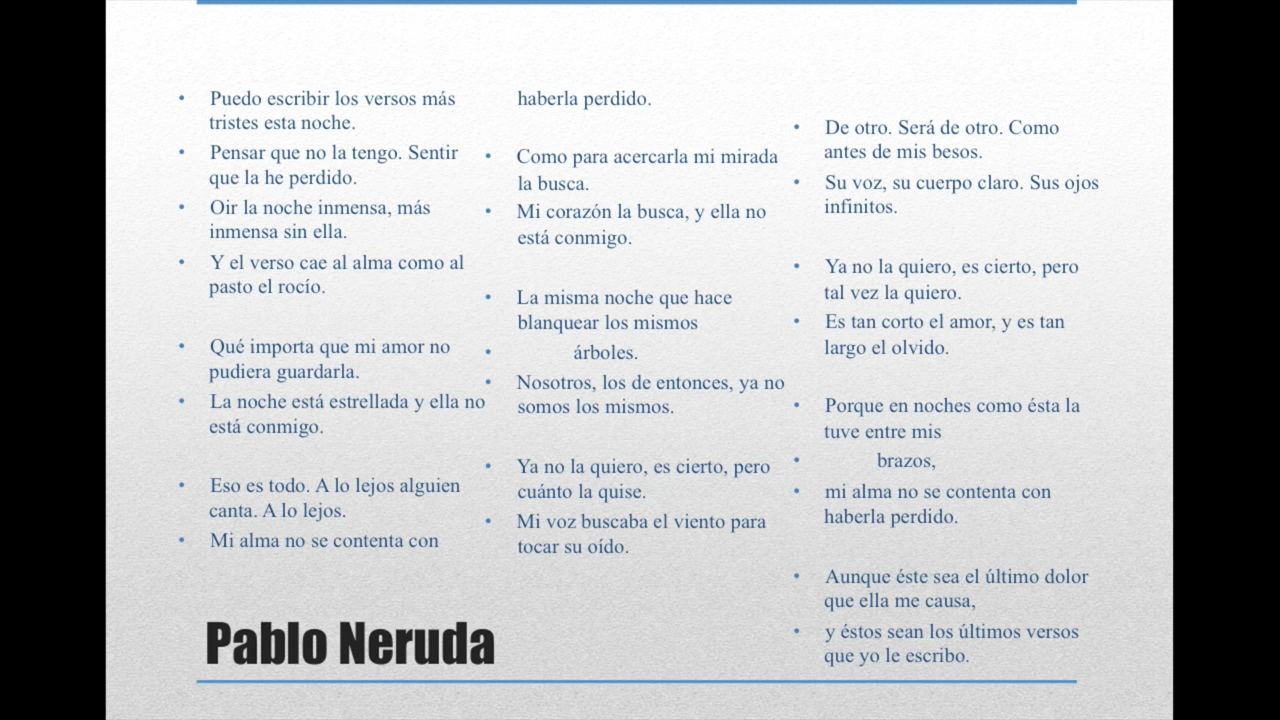 Puedo escribir los versos más
tristes esta noche.
Pensar que no la tengo. Sentir
que la he perdido.
Oir la noche inmensa, más
inmensa sin ella.
Y el verso cae al alma como al
pasto el rocío.
Qué importa que mi amor no
pudiera guardarla.
La noche está estrellada y ella no
está conmigo.
Eso es todo. A lo lejos alguien
canta. A lo lejos.
Mi alma no se contenta con
haberla perdido.
Como para acercarla mi mirada
la busca.
Mi corazón la busca, y ella no
está conmigo.
La misma noche que hace
blanquear los mismos
árboles.
Nosotros, los de entonces, ya no
somos los mismos.
Ya no la quiero, es cierto, pero
cuánto la quise.
Mi voz buscaba el viento para
tocar su oído.
De otro. Será de otro. Como
antes de mis besos.
Su voz, su cuerpo claro. Sus ojos
infinitos.
Ya no la quiero, es cierto, pero
tal vez la quiero.
Es tan corto el amor, y es tan
largo el olvido.
Porque en noches como ésta la
tuve entre mis
brazos,
mi alma no se contenta con
haberla perdido.
Aunque éste sea el último dolor
que ella me causa,
y éstos sean los últimos versos
que yo le escribo.
Pablo Neruda